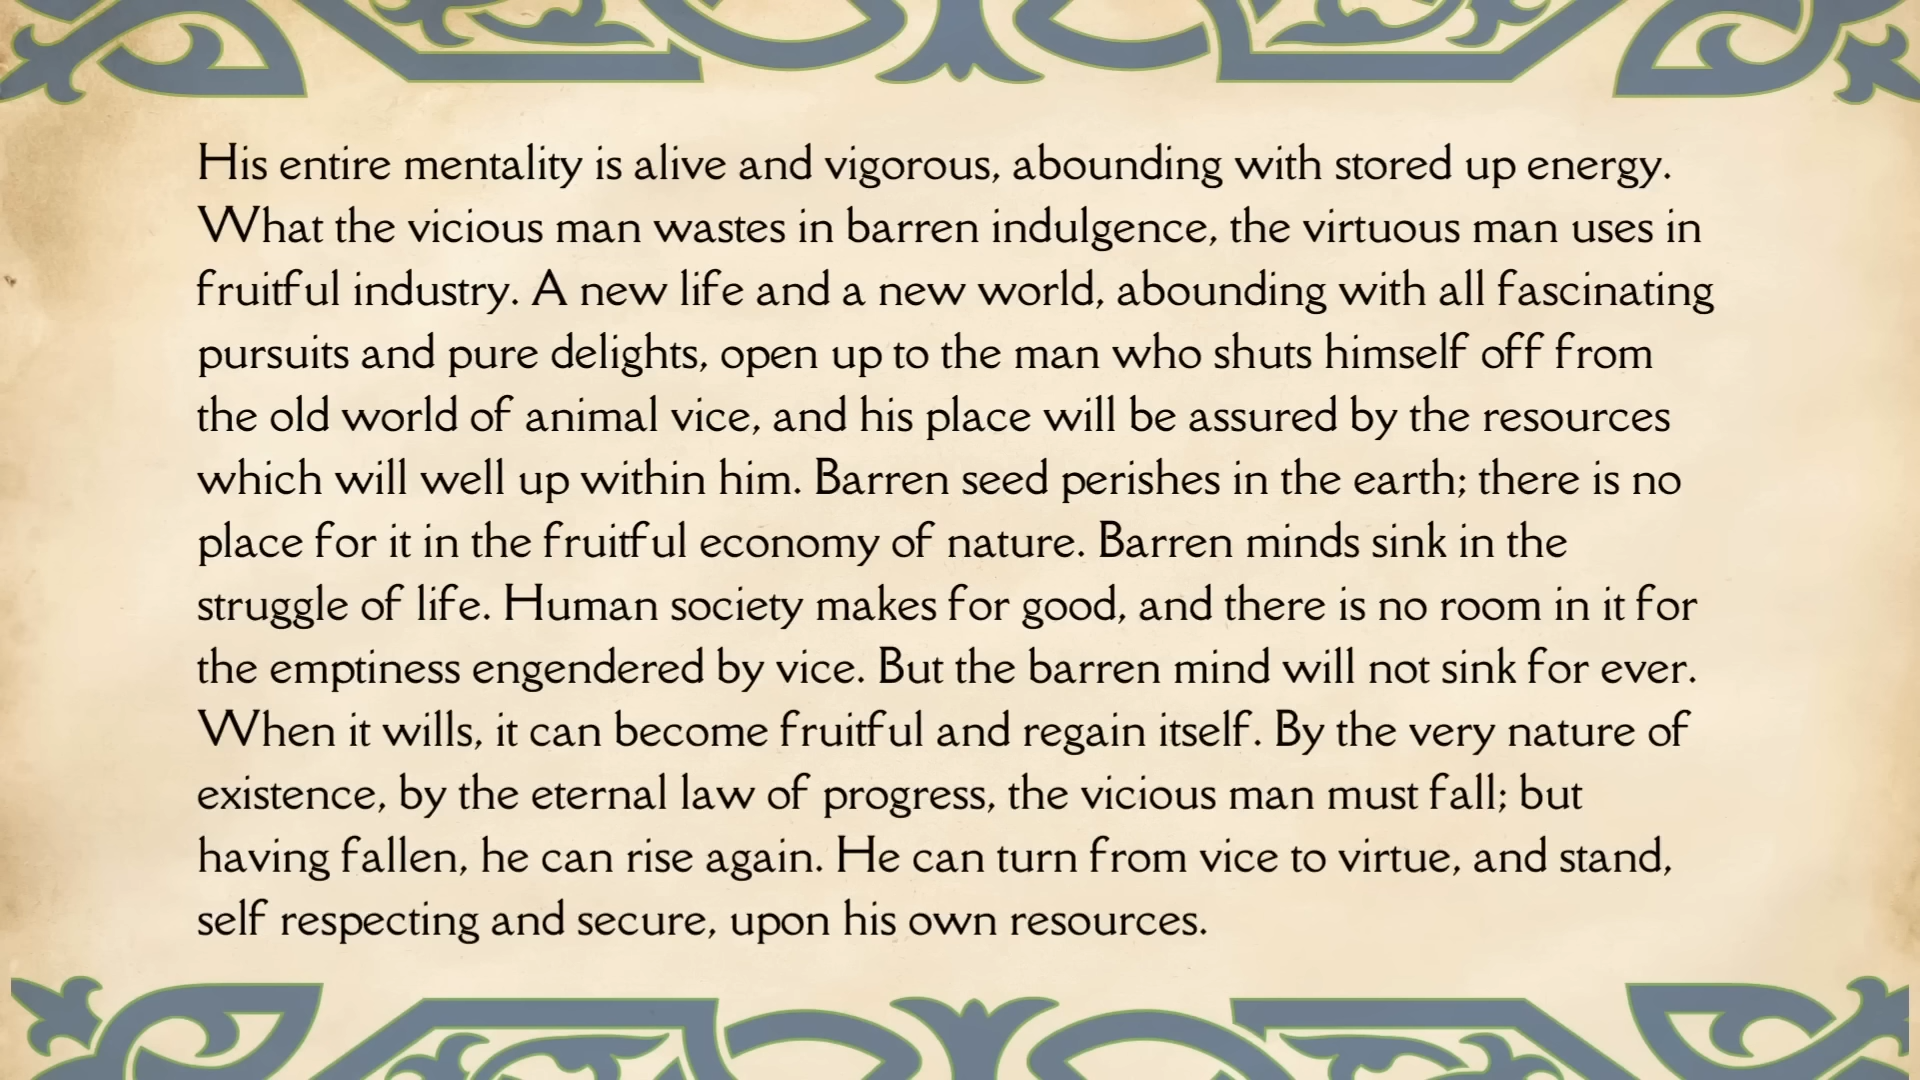 His entire mentality is alive and vigorous, abounding with stored up energy.
What the vicious man wastes in barren indulgence, the virtuous man uses in
fruitful industry. A new life and a new world, abounding with all fascinating
pursuits and pure delights, open up to the man who shuts himself off from
the old world of animal vice, and his place will be assured by the resources
which will well up within him. Barren seed perishes in the earth; there is no
place for it in the fruitful economy of nature. Barren minds sink in the
struggle of life. Human society makes for good, and there is no room in it for
the emptiness engendered by vice. But the barren mind will not sink for ever.
When it wills, it can become fruitful and regain itself. By the very nature of
existence, by the eternal law of progress, the vicious man must fall; but
having fallen, he can rise again. He can turn from vice to virtue, and stand,
self respecting and secure, upon his own resources.